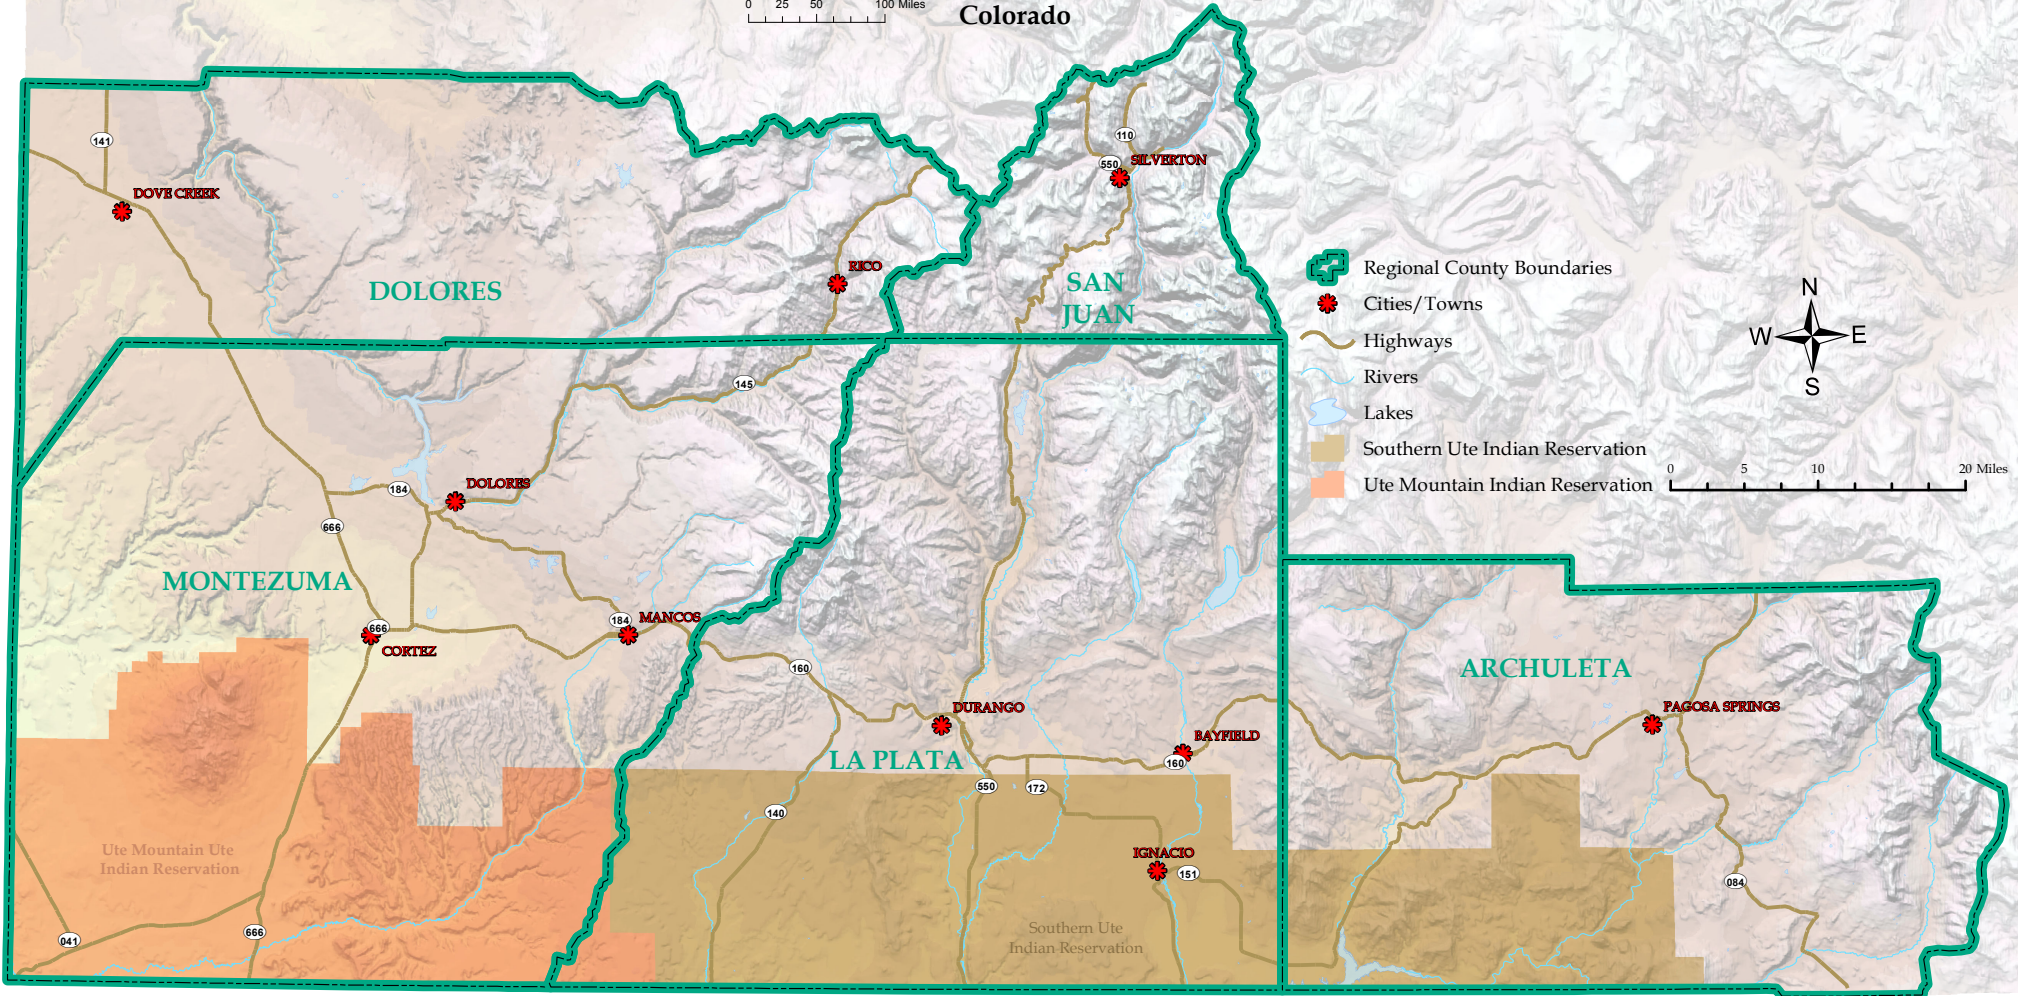 0 25 50 100 Miles
Colorado
141
110
550
SILVERTON
DOVE CREEK
RICO
DOLORES
SAN
JUAN
Regional County Boundaries
Cities/Towns
Highways
Rivers
Lakes
Southern Ute Indian Reservation
Ute Mountain Indian Reservation
N
W E
S
0 5 10 20 Miles
145
184
DOLORES
666
MONTEZUMA
184
MANCOS
666
CORTEZ
160
ARCHULETA
DURANGO
PAGOSA SPRINGS
BAYFIELD
LA PLATA
160
550
172
140
Ute Mountain Ute
Indian Reservation
IGNACIO
151
084
Southern Ute
Indian Reservation
666
041